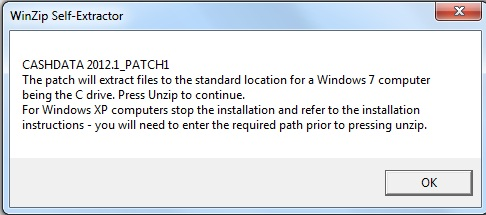 WinZip Self-Extractor
CASHDATA 2012.1_PATCH1
The patch will extract files to the standard location for a Windows 7 computer
being the C drive. Press Unzip to continue.
For Windows XP computers stop the installation and refer to the installation
instructions - you will need to enter the required path prior to pressing unzip.
OK